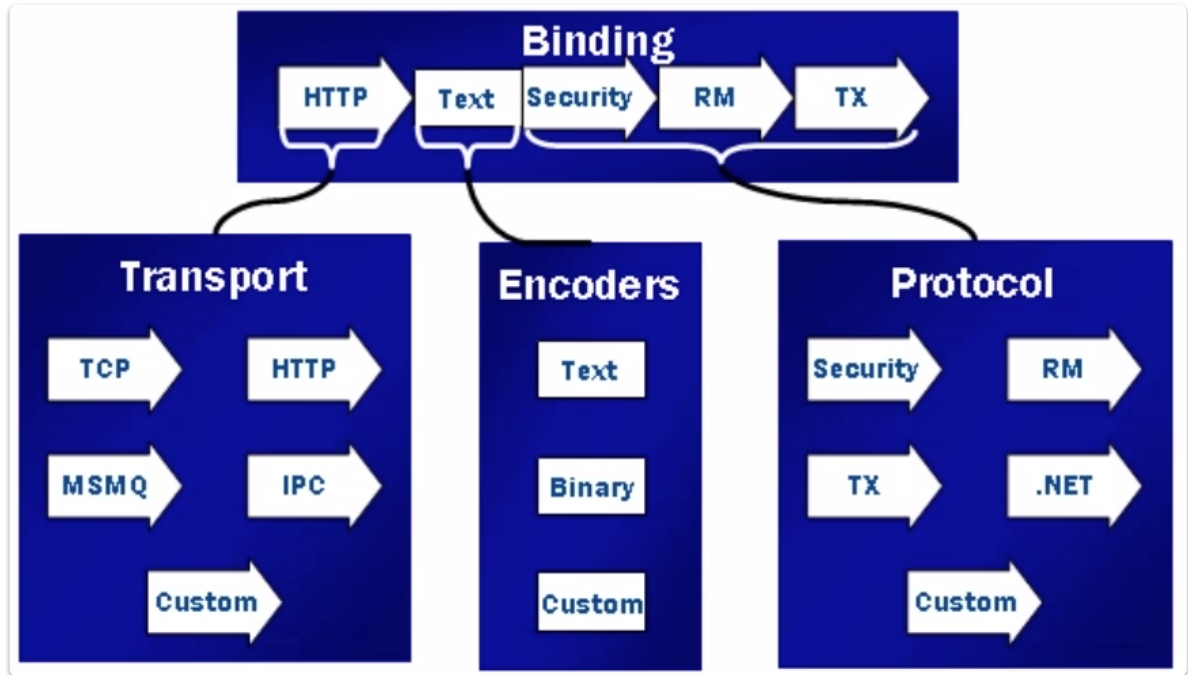 Binding
HTTP Text Security RM TX
Transport
TCP HTTP
MSMQ IPC
Custom
Encoders
Text
Binary
Custom
Protocol
Security RM
TX .NET
Custom